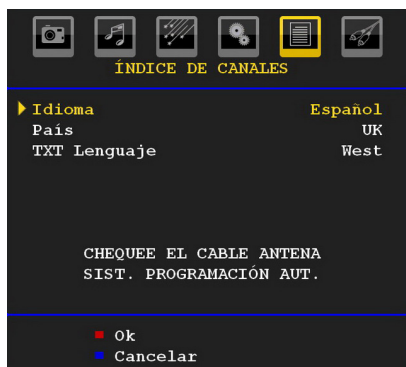 ÍNDICE DE CANALES
Idioma Español
País UK
TXT Lenguaje West
CHEQUEE EL CABLE ANTENA
SIST. PROGRAMACIÓN AUT.
Ok
Cancelar